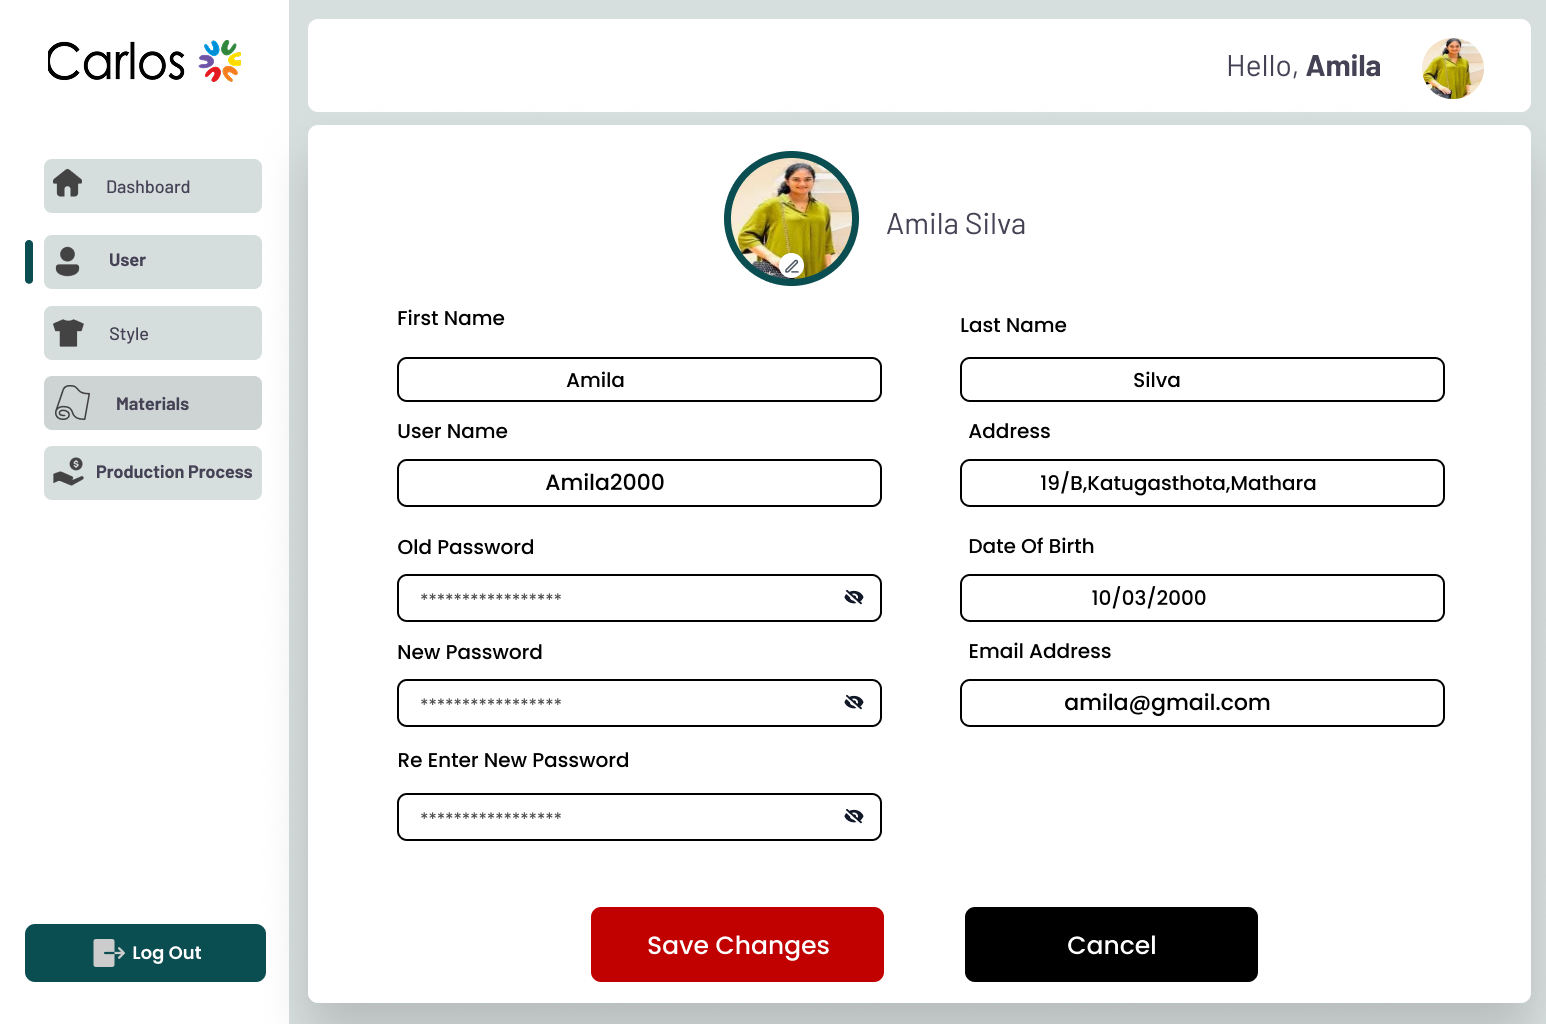 Carlos
Hello, Amila
Dashboard
User
Style
Materials
Production Process
Log Out
Amila Silva
First Name
Last Name
Amila
Silva
User Name
Address
Amila2000
19/B,Katugasthota,Mathara
Old Password
Date Of Birth
*****************
10/03/2000
New Password
Email Address
*****************
amila@gmail.com
Re Enter New Password
*****************
Save Changes
Cancel